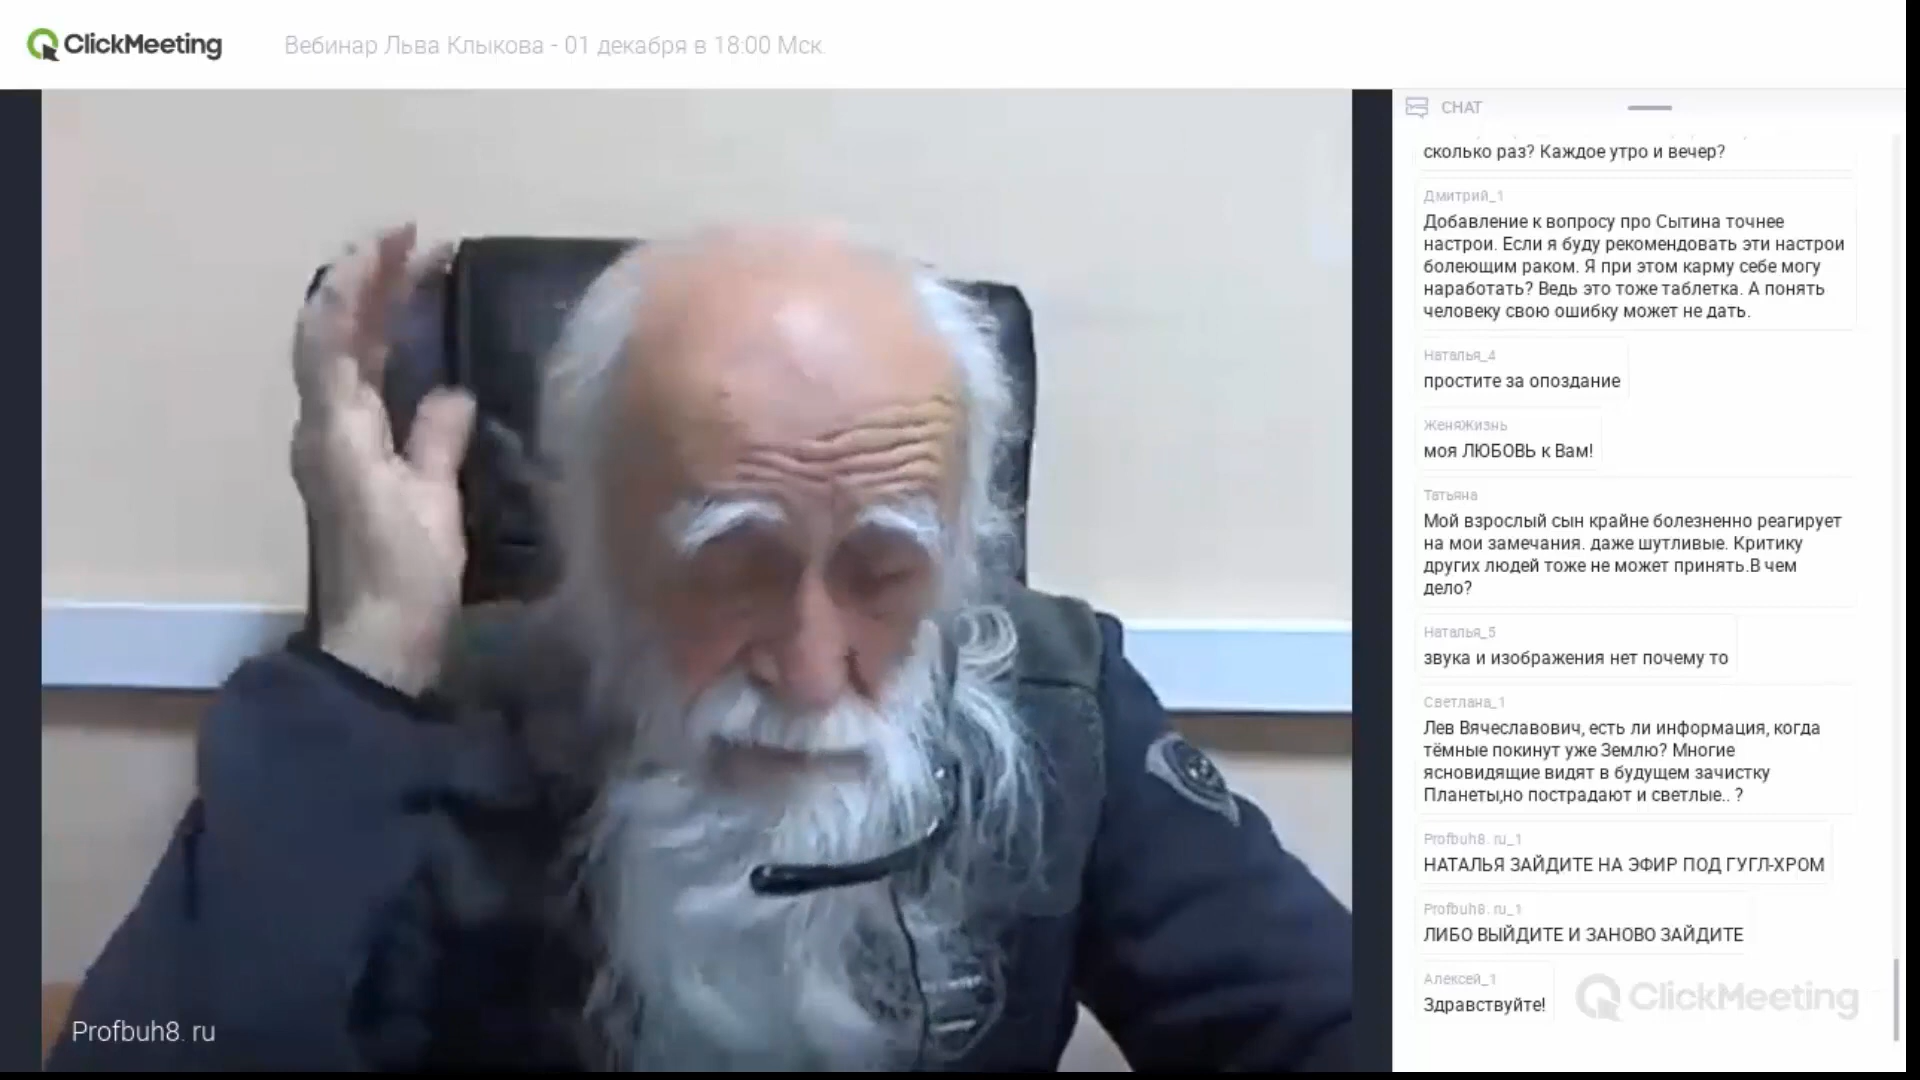 ClickMeeting
Вебинар Льва Клыкова - 01 декабря в 18:00 Мск.
CHAT
сколько раз? Каждое утро и вечер?
Дмитрий_1
Добавление к вопросу про Сытина точнее
настрои. Если я буду рекомендовать эти настрои
болеющим раком. Я при этом карму себе могу
наработать? Ведь это тоже таблетка. А понять
человеку свою ошибку может не дать.
Наталья_4
простите за опоздание
ЖеняЖизнь
моя ЛЮБОВЬ к Вам!
Татьяна
Мой взрослый сын крайне болезненно реагирует
на мои замечания. даже шутливые. Критику
других людей тоже не может принять.В чем
дело?
Наталья_5
звука и изображения нет почему то
Светлана_1
Лев Вячеславович, есть ли информация, когда
тёмные покинут уже Землю? Многие
ясновидящие видят в будущем зачистку
Планеты,но пострадают и светлые.. ?
Profbuh8. ru_1
НАТАЛЬЯ ЗАЙДИТЕ НА ЭФИР ПОД ГУГЛ-ХРОМ
Profbuh8. ru_1
ЛИБО ВЫЙДИТЕ И ЗАНОВО ЗАЙДИТЕ
Алексей_1
Здравствуйте!
ClickMeeting
Profbuh8. ru